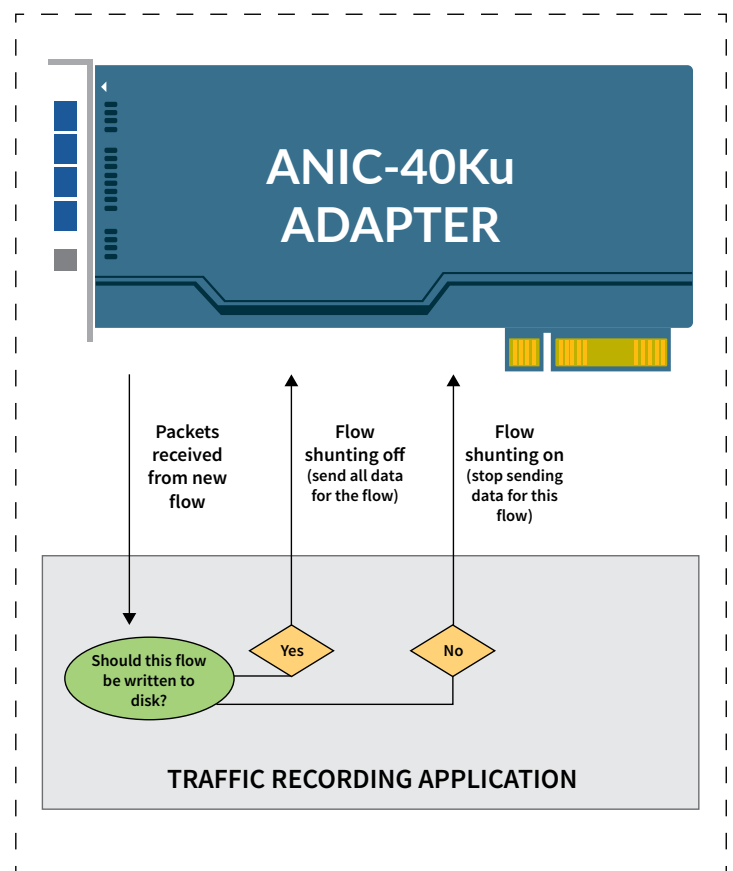 ANIC-40Ku
ADAPTER
Packets
received
from new
flow
Flow
shunting off
(send all data
for the flow)
Flow
shunting on
(stop sending
data for this
flow)
Should this flow
be written to
disk?
Yes
No
TRAFFIC RECORDING APPLICATION